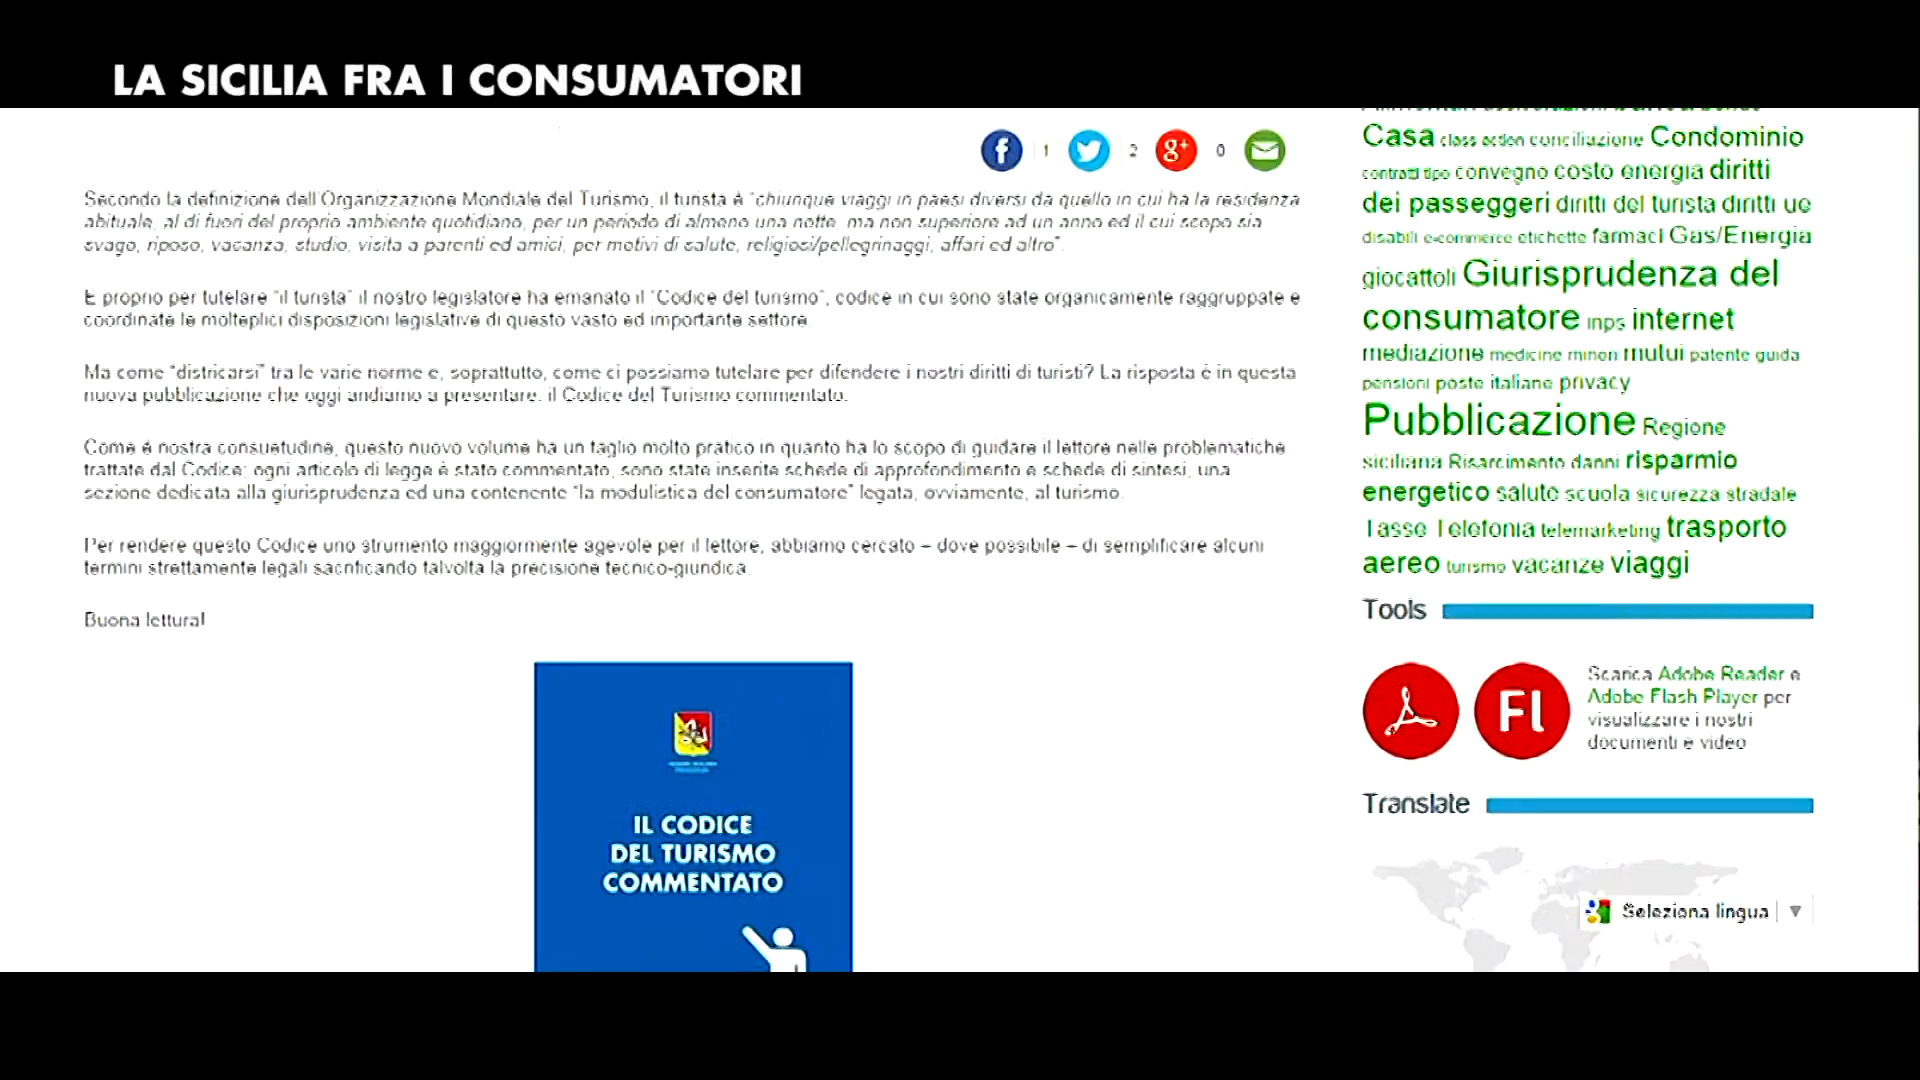 LA SICILIA FRA I CONSUMATORI
1 2 0
Secondo la definizione dell'Organizzazione Mondiale del Turismo, il turista è "chiunque viaggi in paesi diversi da quello in cui ha la residenza
abituale, al di fuori del proprio ambiente quotidiano, per un periodo di almeno una notte, ma non superiore ad un anno ed il cui scopo sia
svago, riposo, vacanza, studio, visita a parenti ed amici, per motivi di salute, religiosi/pellegrinaggi, affari ed altro".
E proprio per tutelare "il turista" il nostro legislatore ha emanato il "Codice del turismo", codice in cui sono state organicamente raggruppate e
coordinate le molteplici disposizioni legislative di questo vasto ed importante settore
Ma come "districarsi" tra le varie norme e, soprattutto, come ci possiamo tutelare per difendere i nostri diritti di turisti? La risposta è in questa
nuova pubblicazione che oggi andiamo a presentare: il Codice del Turismo commentato.
Come è nostra consuetudine, questo nuovo volume ha un taglio molto pratico in quanto ha lo scopo di guidare il lettore nelle problematiche
trattate dal Codice: ogni articolo di legge è stato commentato, sono state inserite schede di approfondimento e schede di sintesi, una
sezione dedicata alla giurisprudenza ed una contenente "la modulistica del consumatore" legata, ovviamente, al turismo.
Per rendere questo Codice uno strumento maggiormente agevole per il lettore, abbiamo cercato – dove possibile – di semplificare alcuni
termini strettamente legali sacrificando talvolta la precisione tecnico-giuridica.
Buona lettura!
IL CODICE
DEL TURISMO
COMMENTATO
Casa class action conciliazione Condominio
contratti tipo convegno costo energia diritti
dei passeggeri diritti del turista diritti ue
disabili e-commerce etichette farmaci Gas/Energia
giocattoli Giurisprudenza del
consumatore inps internet
mediazione medicine minori mutui patente guida
pensioni poste italiane privacy
Pubblicazione Regione
siciliana Risarcimento danni risparmio
energetico salute scuola sicurezza stradale
Tasse Telefonia telemarketing trasporto
aereo turismo vacanze viaggi
Tools
Fl
Scarica Adobe Reader e
Adobe Flash Player per
visualizzare i nostri
documenti e video
Translate
Seleziona lingua